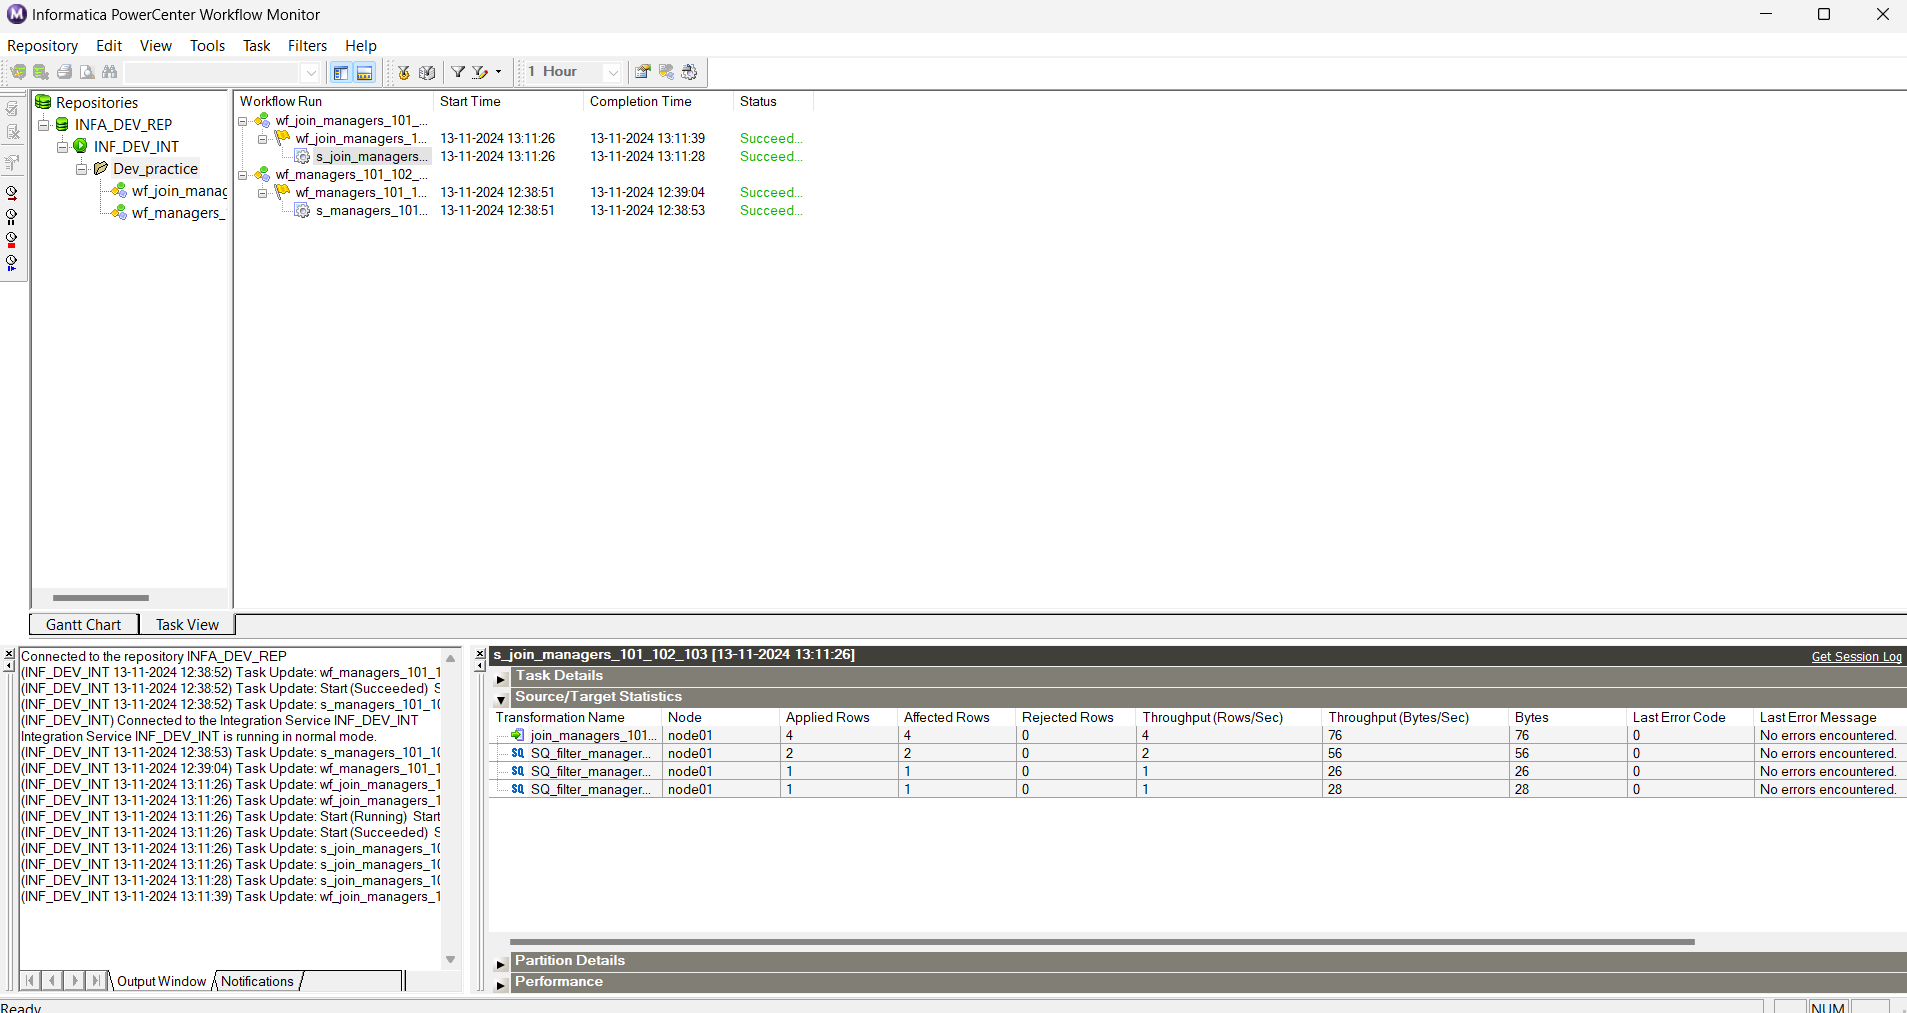 Informatica PowerCenter Workflow Monitor
Repository Edit View Tools Task Filters Help
1 Hour
Repositories
INFA_DEV_REP
INF_DEV_INT
Dev_practice
wf_join_manag
wf_managers_
Workflow Run Start Time Completion Time Status
wf_join_managers_101_...
wf_join_managers_1... 13-11-2024 13:11:26 13-11-2024 13:11:39 Succeed...
s_join_managers... 13-11-2024 13:11:26 13-11-2024 13:11:28 Succeed...
wf_managers_101_102_...
wf_managers_101_1... 13-11-2024 12:38:51 13-11-2024 12:39:04 Succeed...
s_managers_101... 13-11-2024 12:38:51 13-11-2024 12:38:53 Succeed...
Gantt Chart Task View
Connected to the repository INFA_DEV_REP
(INF_DEV_INT 13-11-2024 12:38:52) Task Update: wf_managers_101_1
(INF_DEV_INT 13-11-2024 12:38:52) Task Update: Start (Succeeded) S
(INF_DEV_INT 13-11-2024 12:38:52) Task Update: s_managers_101_10
(INF_DEV_INT) Connected to the Integration Service INF_DEV_INT
Integration Service INF_DEV_INT is running in normal mode.
(INF_DEV_INT 13-11-2024 12:38:53) Task Update: s_managers_101_10
(INF_DEV_INT 13-11-2024 12:39:04) Task Update: wf_managers_101_1
(INF_DEV_INT 13-11-2024 13:11:26) Task Update: wf_join_managers_1
(INF_DEV_INT 13-11-2024 13:11:26) Task Update: wf_join_managers_1
(INF_DEV_INT 13-11-2024 13:11:26) Task Update: Start (Running) Start
(INF_DEV_INT 13-11-2024 13:11:26) Task Update: Start (Succeeded) S
(INF_DEV_INT 13-11-2024 13:11:26) Task Update: s_join_managers_10
(INF_DEV_INT 13-11-2024 13:11:26) Task Update: s_join_managers_10
(INF_DEV_INT 13-11-2024 13:11:28) Task Update: s_join_managers_10
(INF_DEV_INT 13-11-2024 13:11:39) Task Update: wf_join_managers_1
Output Window Notifications
s_join_managers_101_102_103 [13-11-2024 13:11:26]
Get Session Log
Task Details
Source/Target Statistics
Transformation Name Node Applied Rows Affected Rows Rejected Rows Throughput (Rows/Sec) Throughput (Bytes/Sec) Bytes Last Error Code Last Error Message
join_managers_101... node01 4 4 0 4 76 76 0 No errors encountered.
SQ SQ_filter_manager... node01 2 2 0 2 56 56 0 No errors encountered.
SQ SQ_filter_manager... node01 1 1 0 1 26 26 0 No errors encountered.
SQ SQ_filter_manager... node01 1 1 0 1 28 28 0 No errors encountered.
Partition Details
Performance
Ready NUM